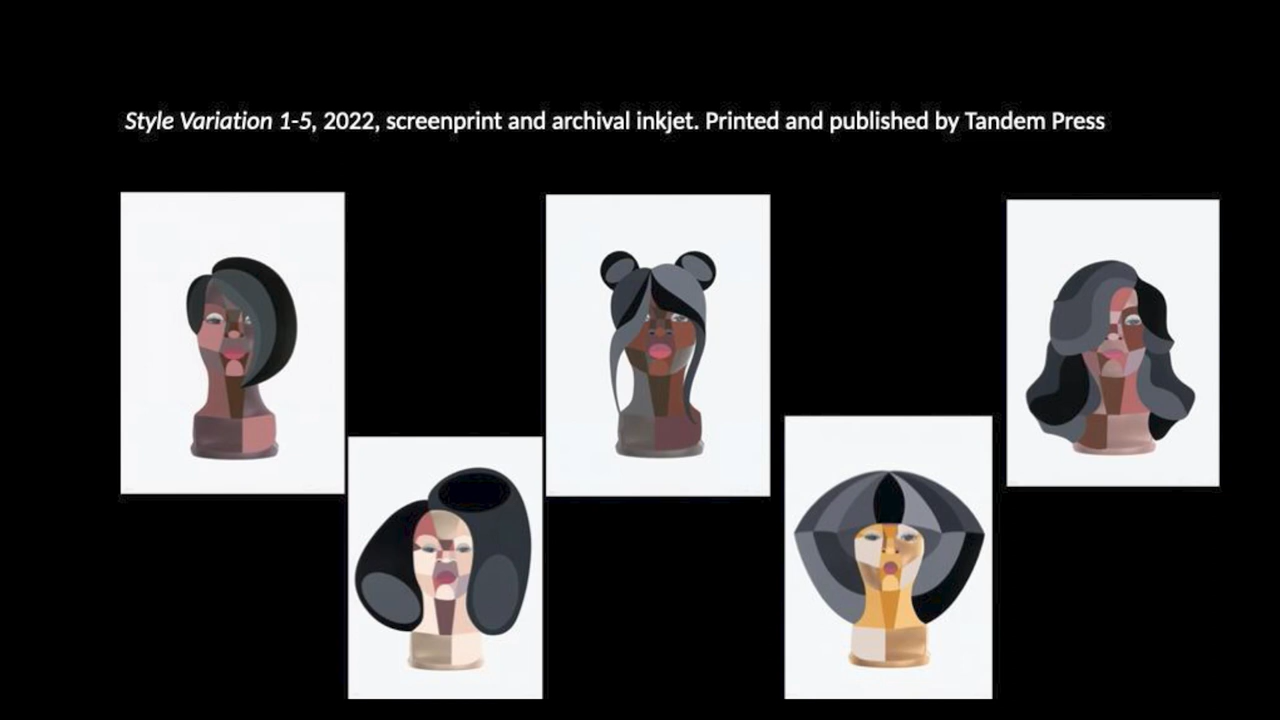 Style Variation 1-5, 2022, screenprint and archival inkjet. Printed and published by Tandem Press